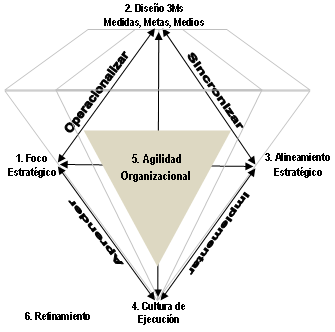 2. Diseño 3Ms
Medidas, Metas, Medios
Operacionalizar
Sincronizar
1. Foco
Estratégico
5. Agilidad
Organizacional
3. Alineamiento
Estratégico
Aprender
Implementar
4. Cultura de
Ejecución
6. Refinamiento